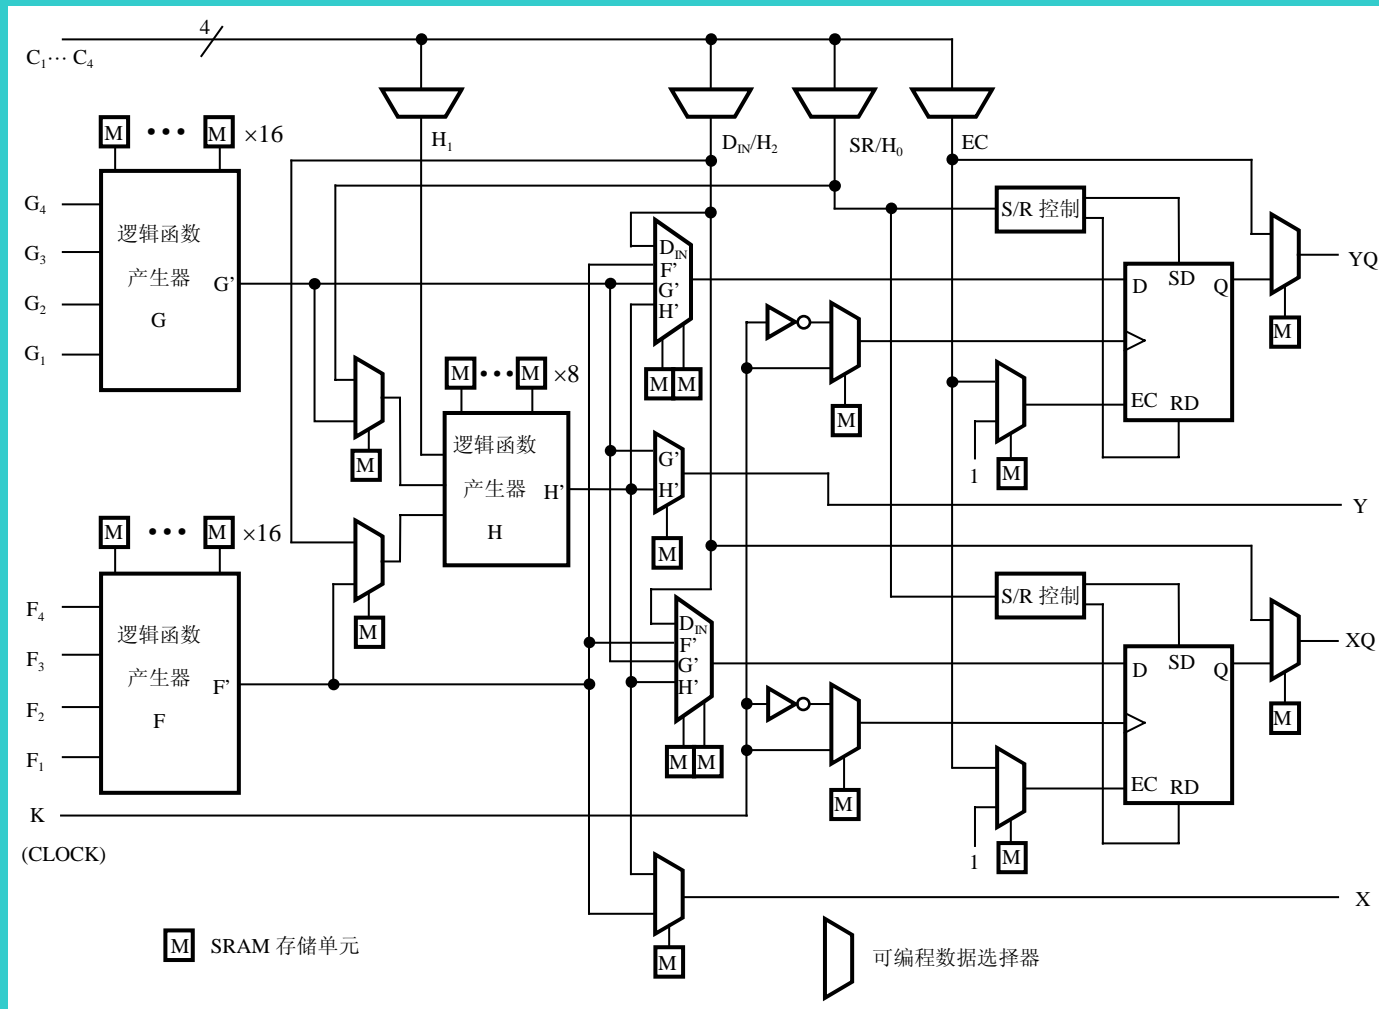 4
C₁⋯ C₄
H₁
D_IN/H₂
SR/H₀
EC
M ••• M ×16
G₄
G₃
G₂
G₁
逻辑函数
产生器
G
G’
S/R 控制
D_IN
F’
G’
H’
M M
D
SD
Q
EC
RD
YQ
M
M
1
M
M
M ••• M ×8
逻辑函数
产生器
H
H’
G’
H’
M
Y
M ••• M ×16
F₄
F₃
F₂
F₁
逻辑函数
产生器
F
F’
M
S/R 控制
D_IN
F’
G’
H’
M M
D
SD
Q
EC
RD
XQ
M
M
1
M
K
(CLOCK)
X
M
M SRAM 存储单元
可编程数据选择器